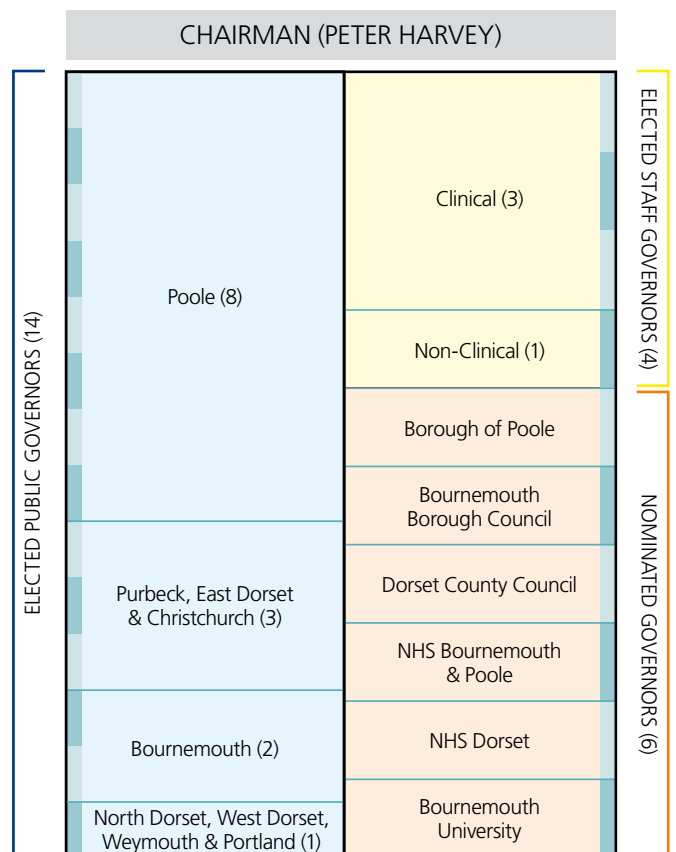 CHAIRMAN (PETER HARVEY)
ELECTED PUBLIC GOVERNORS (14)
Poole (8)
Purbeck, East Dorset
& Christchurch (3)
Bournemouth (2)
North Dorset, West Dorset,
Weymouth & Portland (1)
Clinical (3)
Non-Clinical (1)
Borough of Poole
Bournemouth
Borough Council
Dorset County Council
NHS Bournemouth
& Poole
NHS Dorset
Bournemouth
University
ELECTED STAFF GOVERNORS (4)
NOMINATED GOVERNORS (6)